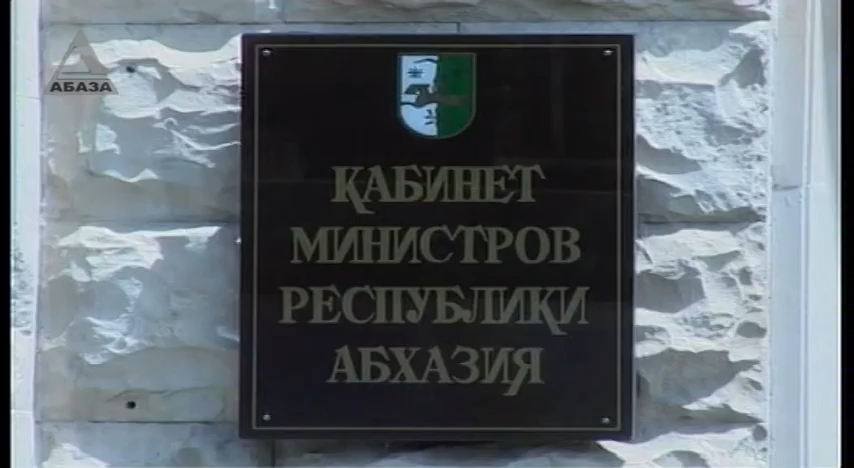 АБАЗА
КАБИНЕТ
МИНИСТРОВ
РЕСПУБЛИКИ
АБХАЗИЯ